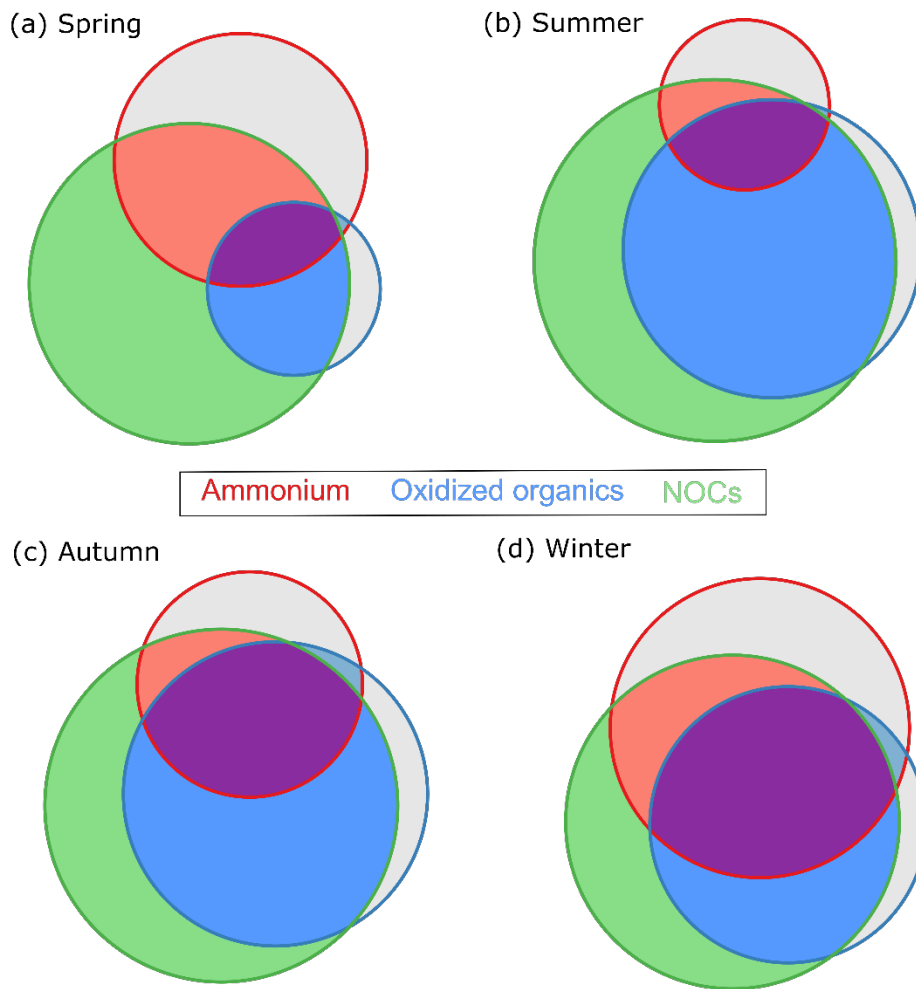 (a) Spring
(b) Summer
Ammonium Oxidized organics NOCs
(c) Autumn
(d) Winter